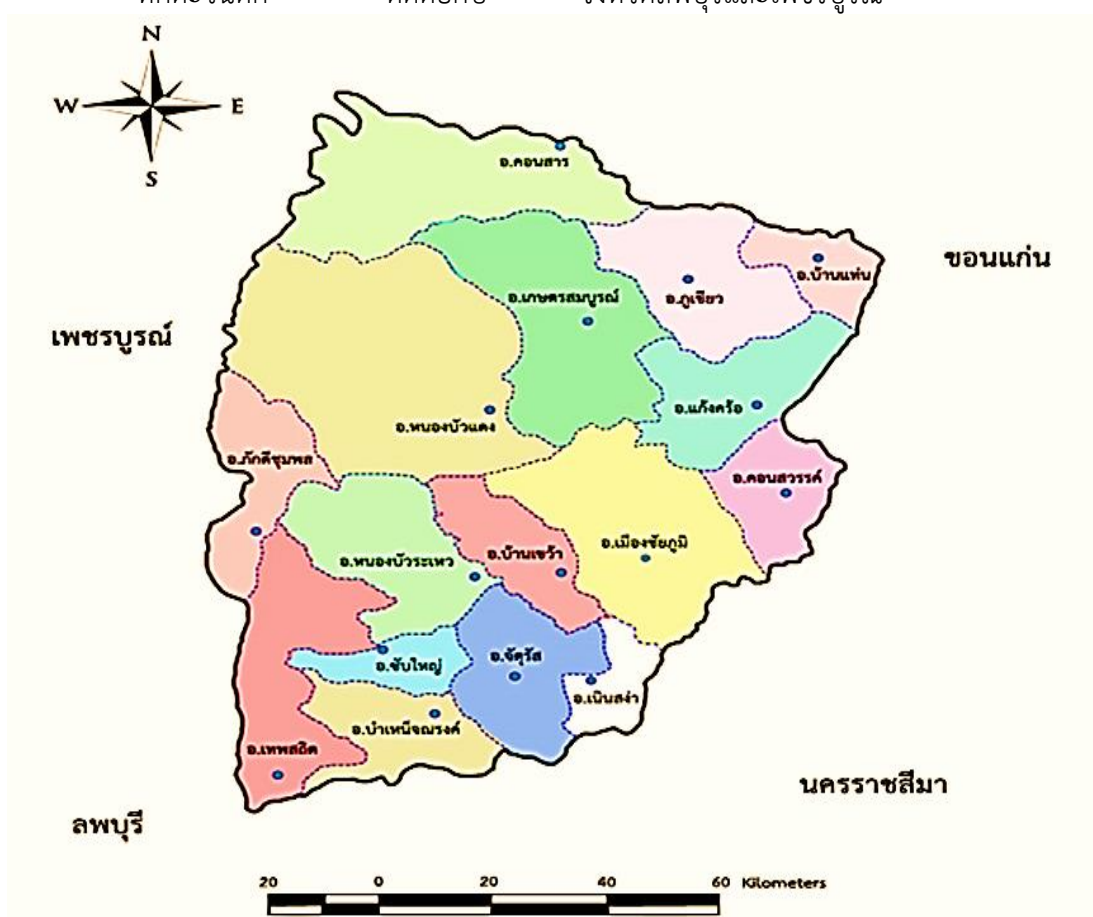 N
W E
S
อ.คอนสาร
ขอนแก่น
อ.บ้านแท่น
อ.เกษตรสมบูรณ์
อ.ภูเขียว
เพชรบูรณ์
อ.แก้งคร้อ
อ.หนองบัวแดง
อ.ภักดีชุมพล
อ.คอนสวรรค์
อ.เมืองชัยภูมิ
อ.บ้านเขว้า
อ.หนองบัวระเหว
อ.จัตุรัส
อ.ซับใหญ่
อ.เนินสง่า
อ.บำเหน็จณรงค์
อ.เทพสถิต
นครราชสีมา
ลพบุรี
20 0 20 40 60 Kilometers